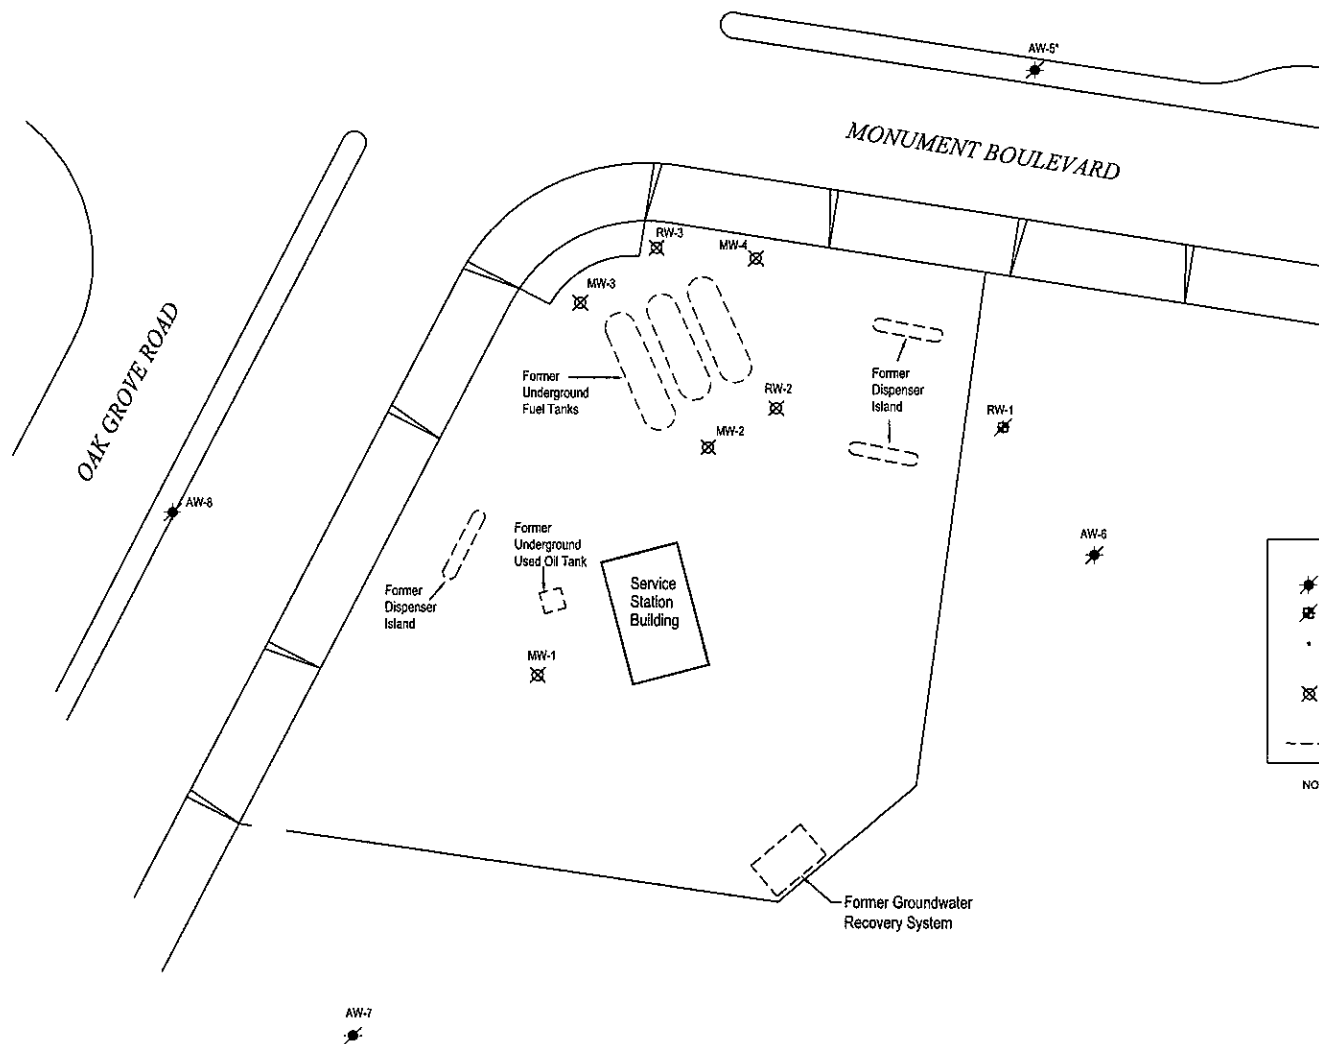 AW-5*
MONUMENT BOULEVARD
RW-3
MW-4
MW-3
OAK GROVE ROAD
Former
Underground
Fuel Tanks
Former
Dispenser
Island
RW-2
RW-1
MW-2
AW-8
Former
Underground
Used Oil Tank
AW-6
Former
Dispenser
Island
Service
Station
Building
MW-1
NO
Former Groundwater
Recovery System
AW-7